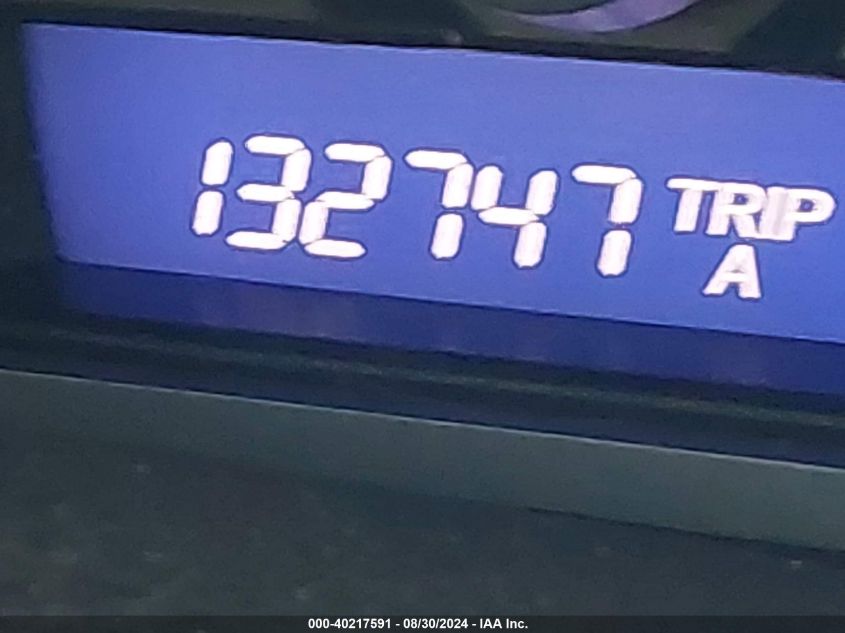 132747 TRIP
A
000-40217591 - 08/30/2024 - IAA Inc.